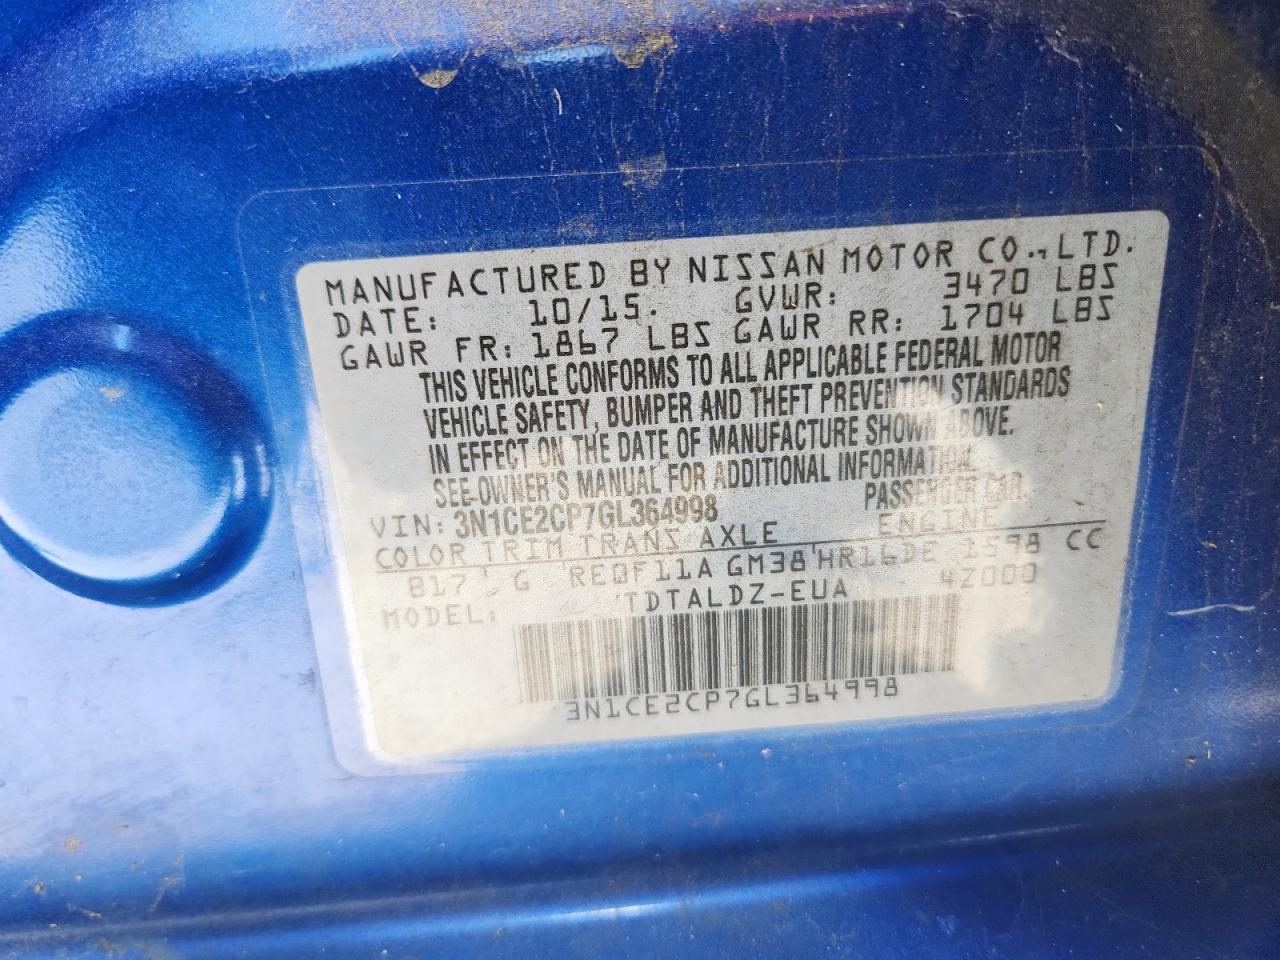 MANUFACTURED BY NISSAN MOTOR CO., LTD.
DATE: 10/15. GVWR: 3470 LBS
GAWR FR: 1867 LBS GAWR RR: 1704 LBS
THIS VEHICLE CONFORMS TO ALL APPLICABLE FEDERAL MOTOR
VEHICLE SAFETY, BUMPER AND THEFT PREVENTION STANDARDS
IN EFFECT ON THE DATE OF MANUFACTURE SHOWN ABOVE.
SEE OWNER'S MANUAL FOR ADDITIONAL INFORMATION.
VIN: 3N1CE2CP7GL364998 PASSENGER CAR
COLOR TRIM TRANS AXLE ENGINE
817 G RE0F11A GM38 HR16DE 1598 CC
MODEL: TDTALDZ-EUA 4Z000
3N1CE2CP7GL364998